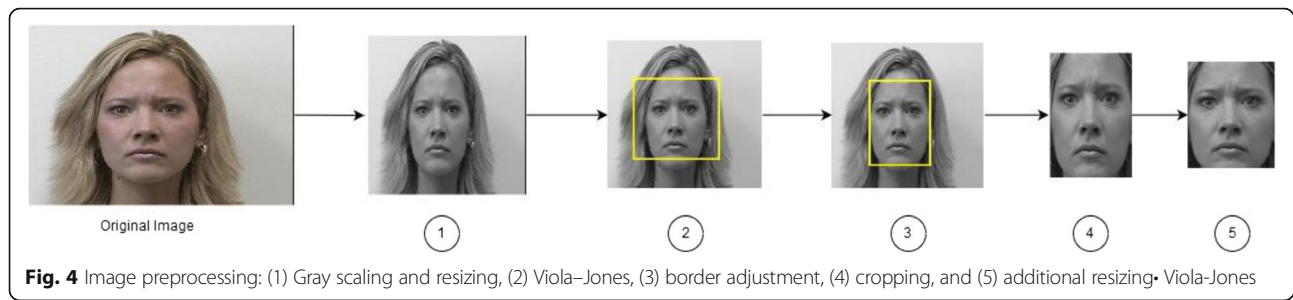 Original Image
1
2
3
4
5
Fig. 4 Image preprocessing: (1) Gray scaling and resizing, (2) Viola–Jones, (3) border adjustment, (4) cropping, and (5) additional resizing• Viola-Jones